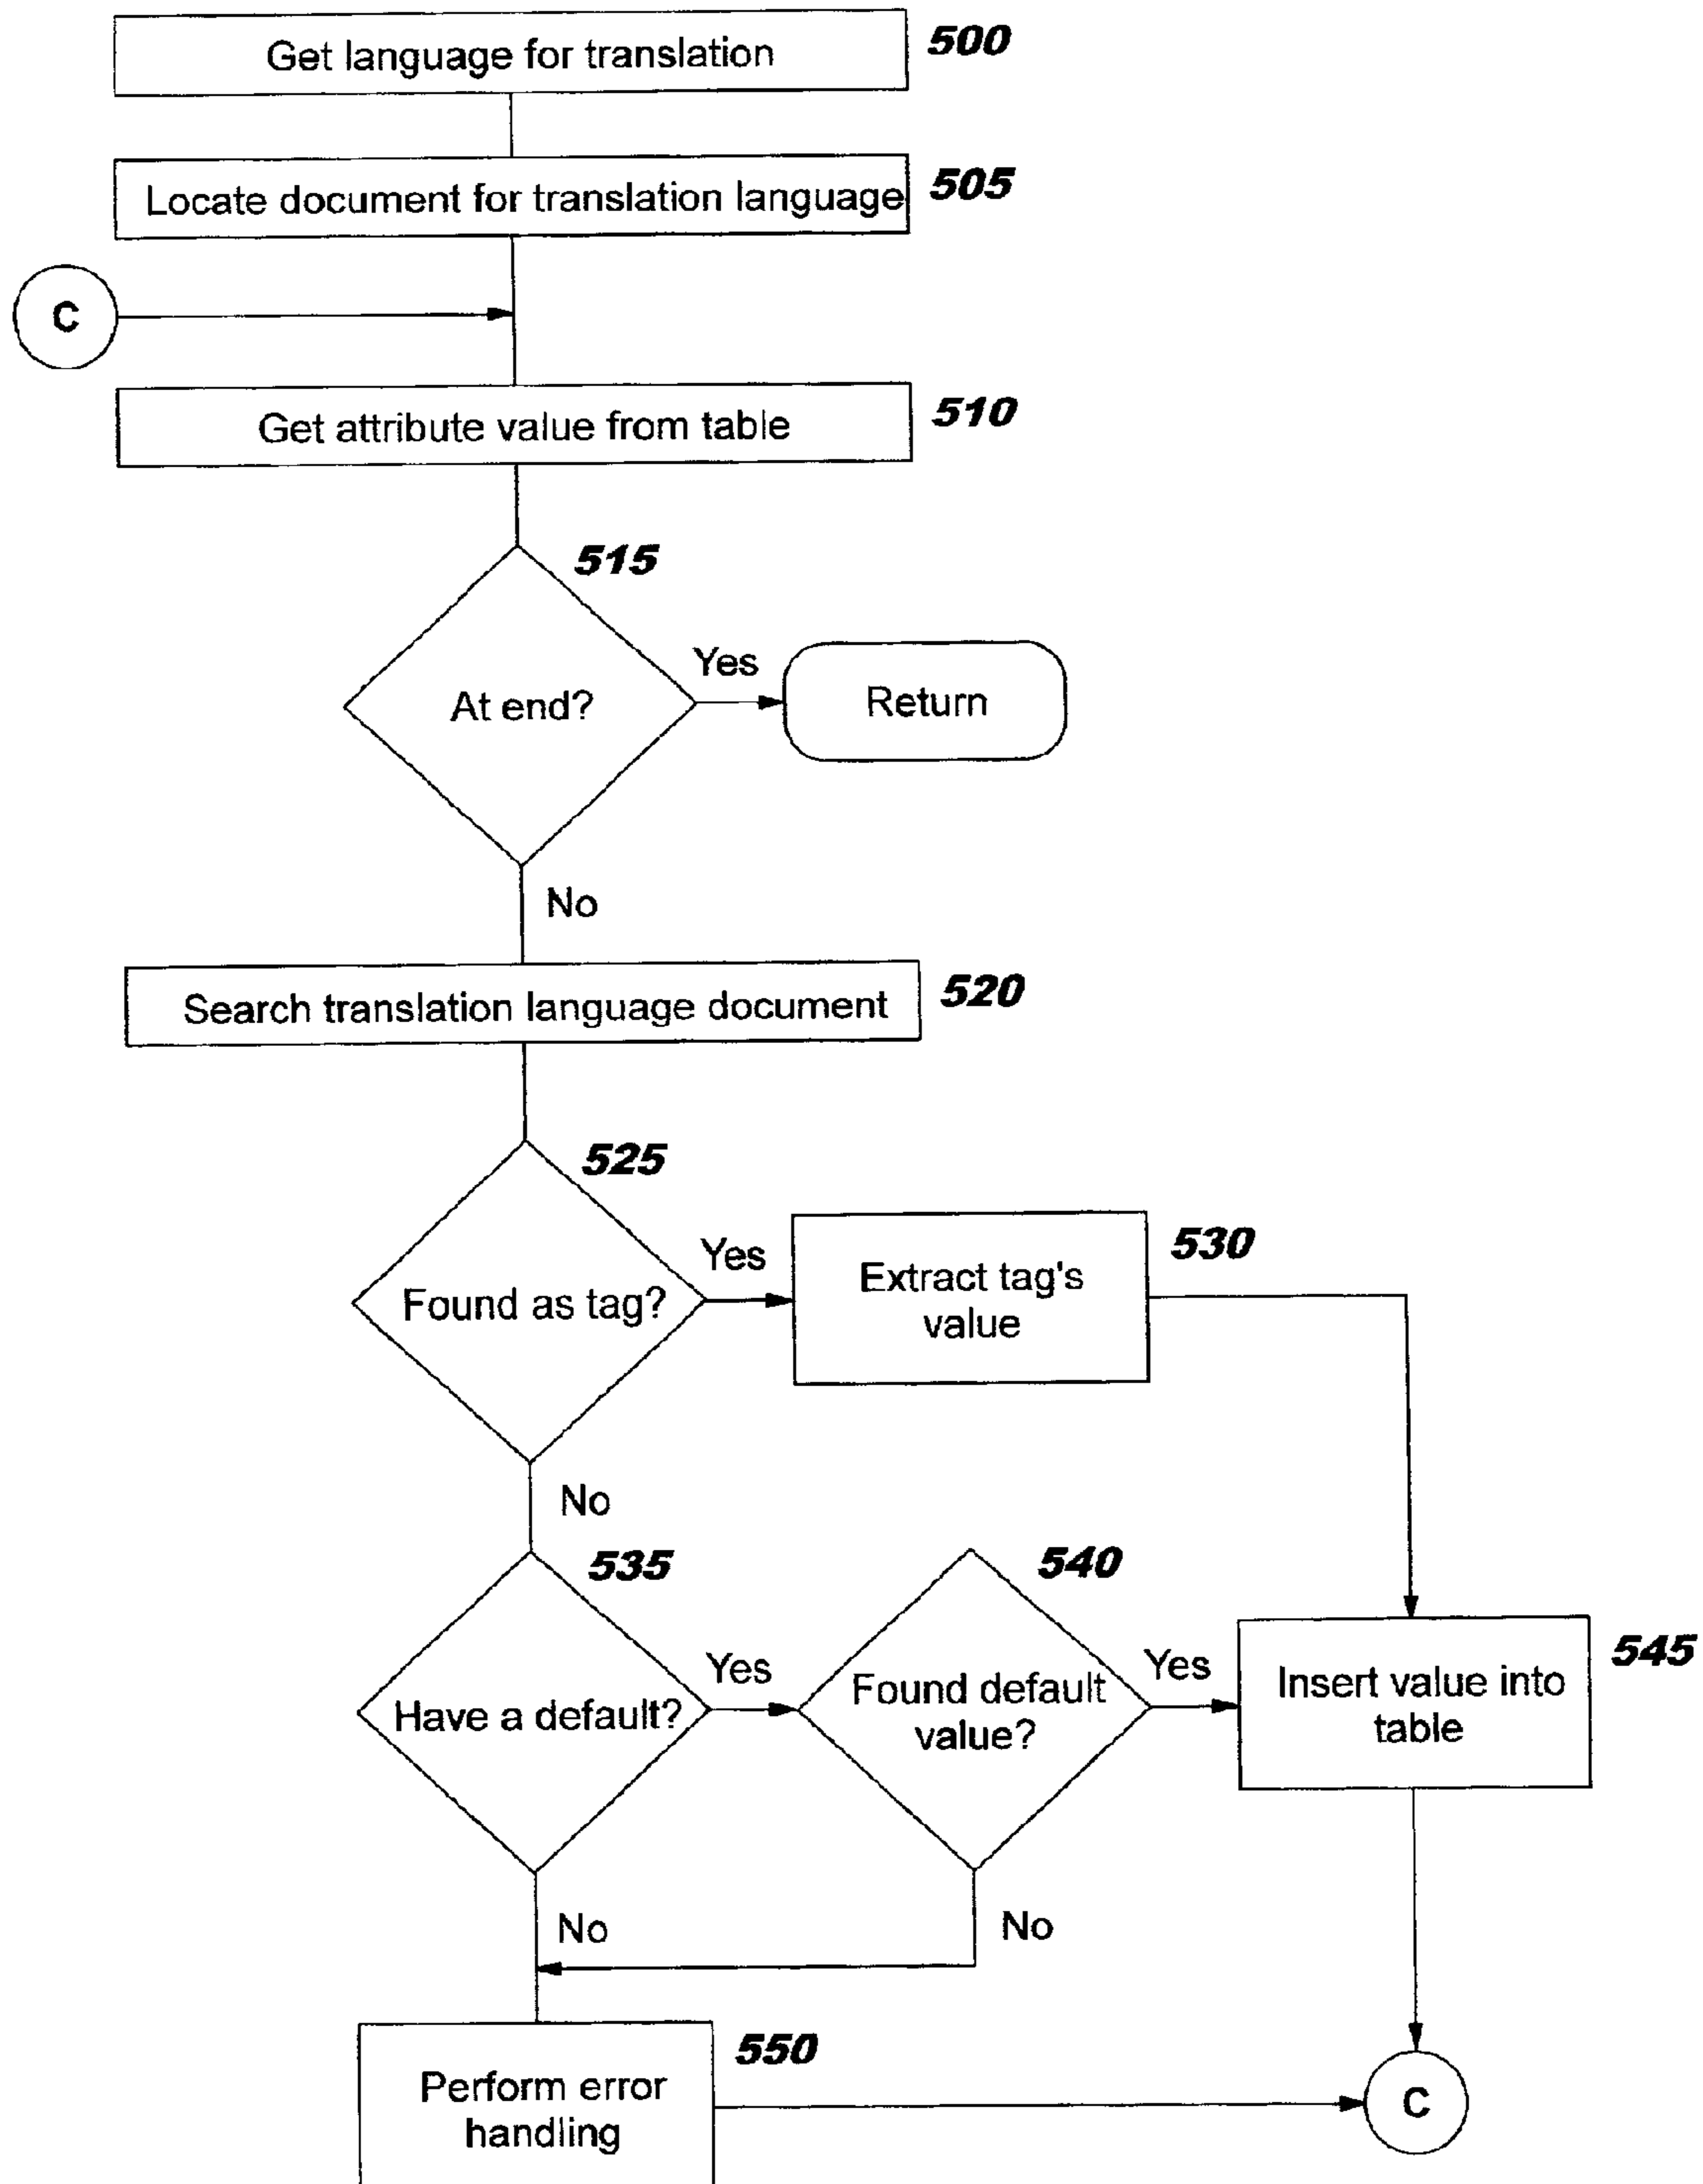 Get language for translation
500
Locate document for translation language
505
C
Get attribute value from table
510
515
At end?
Yes
Return
No
Search translation language document
520
525
Found as tag?
Yes
Extract tag's
value
530
No
535
Have a default?
Yes
540
Found default
value?
Yes
Insert value into
table
545
No
No
Perform error
handling
550
C